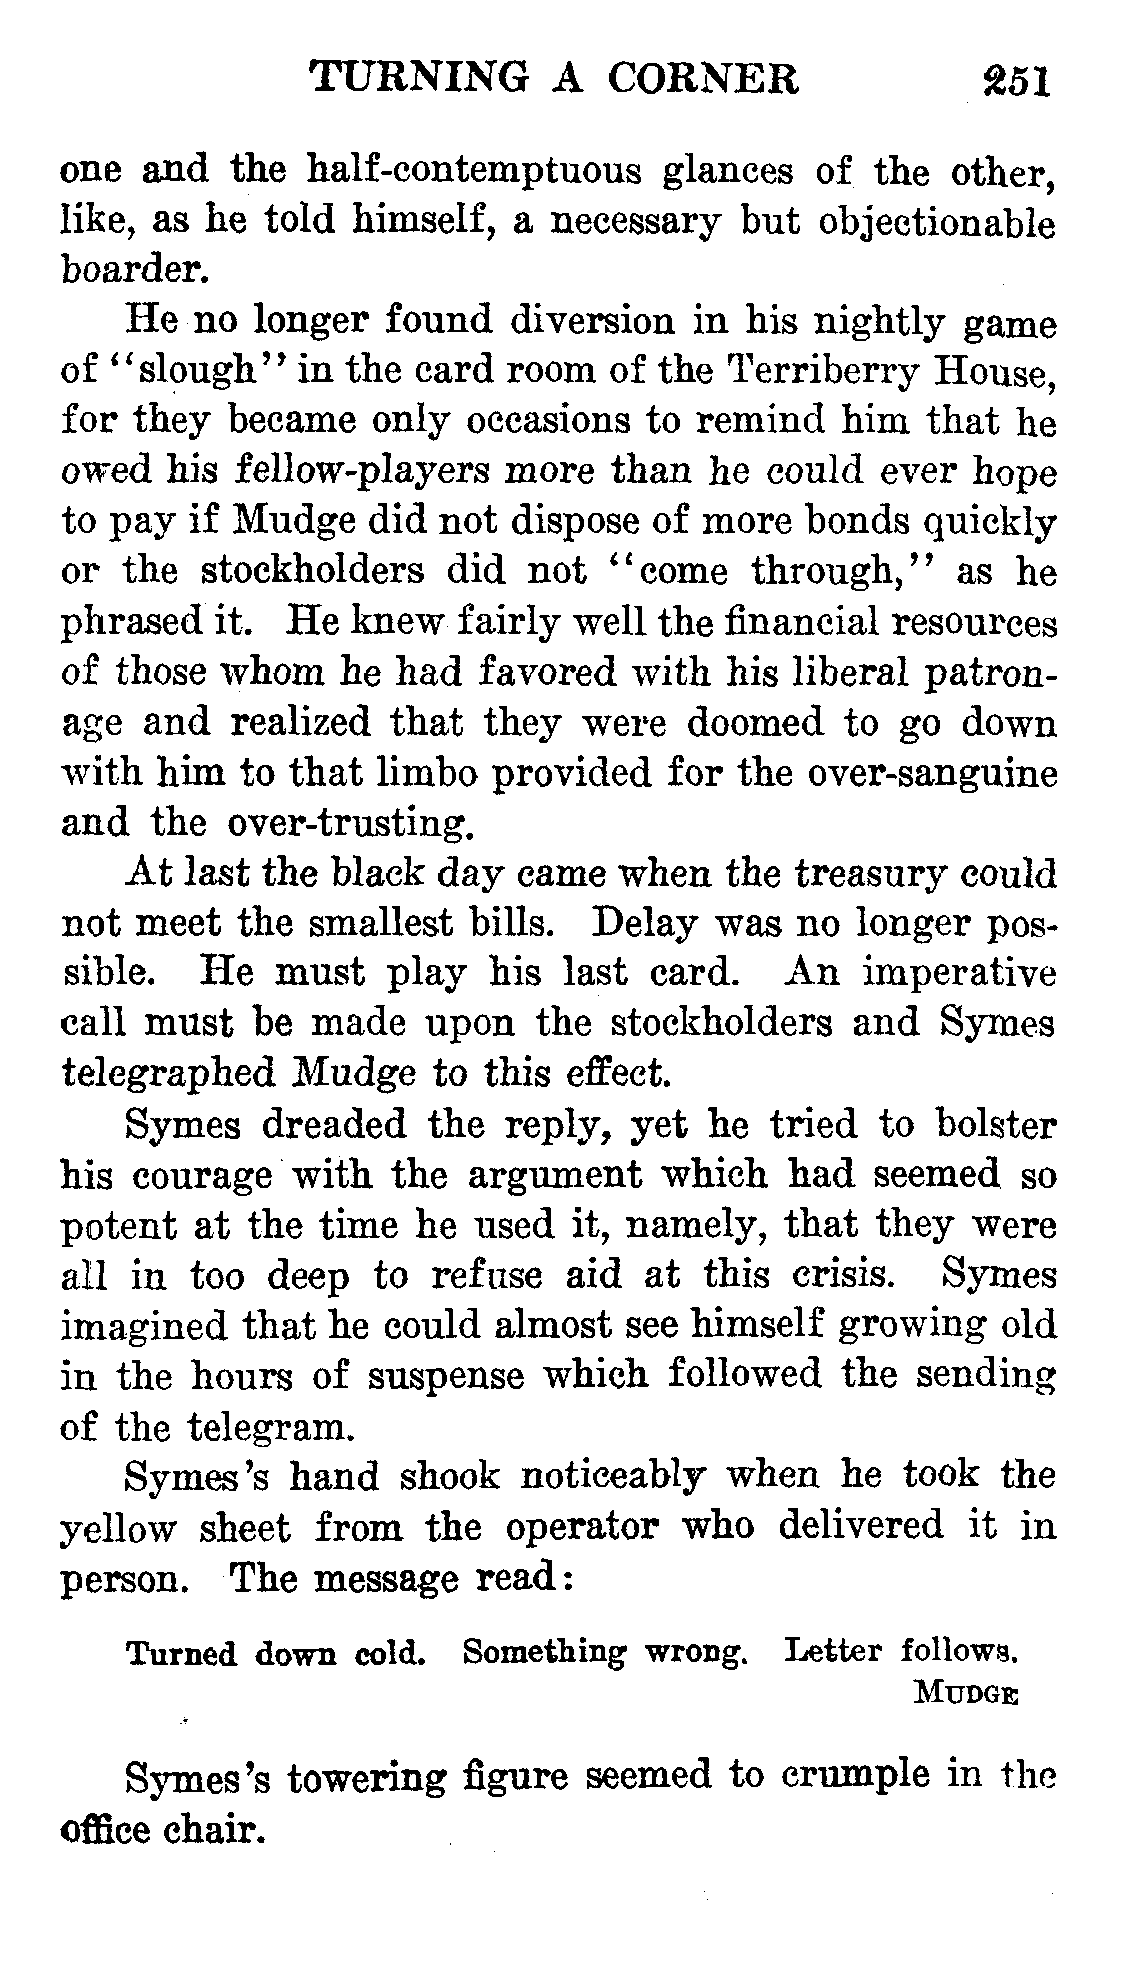 TURNING A CORNER 251
one and the half-contemptuous glances of the other,
like, as he told himself, a necessary but objectionable
boarder.
He no longer found diversion in his nightly game
of "slough" in the card room of the Terriberry House,
for they became only occasions to remind him that he
owed his fellow-players more than he could ever hope
to pay if Mudge did not dispose of more bonds quickly
or the stockholders did not "come through," as he
phrased it. He knew fairly well the financial resources
of those whom he had favored with his liberal patron-
age and realized that they were doomed to go down
with him to that limbo provided for the over-sanguine
and the over-trusting.
At last the black day came when the treasury could
not meet the smallest bills. Delay was no longer pos-
sible. He must play his last card. An imperative
call must be made upon the stockholders and Symes
telegraphed Mudge to this effect.
Symes dreaded the reply, yet he tried to bolster
his courage with the argument which had seemed so
potent at the time he used it, namely, that they were
all in too deep to refuse aid at this crisis. Symes
imagined that he could almost see himself growing old
in the hours of suspense which followed the sending
of the telegram.
Symes's hand shook noticeably when he took the
yellow sheet from the operator who delivered it in
person. The message read:
Turned down cold. Something wrong. Letter follows.
MUDGE
Symes's towering figure seemed to crumple in the
office chair.